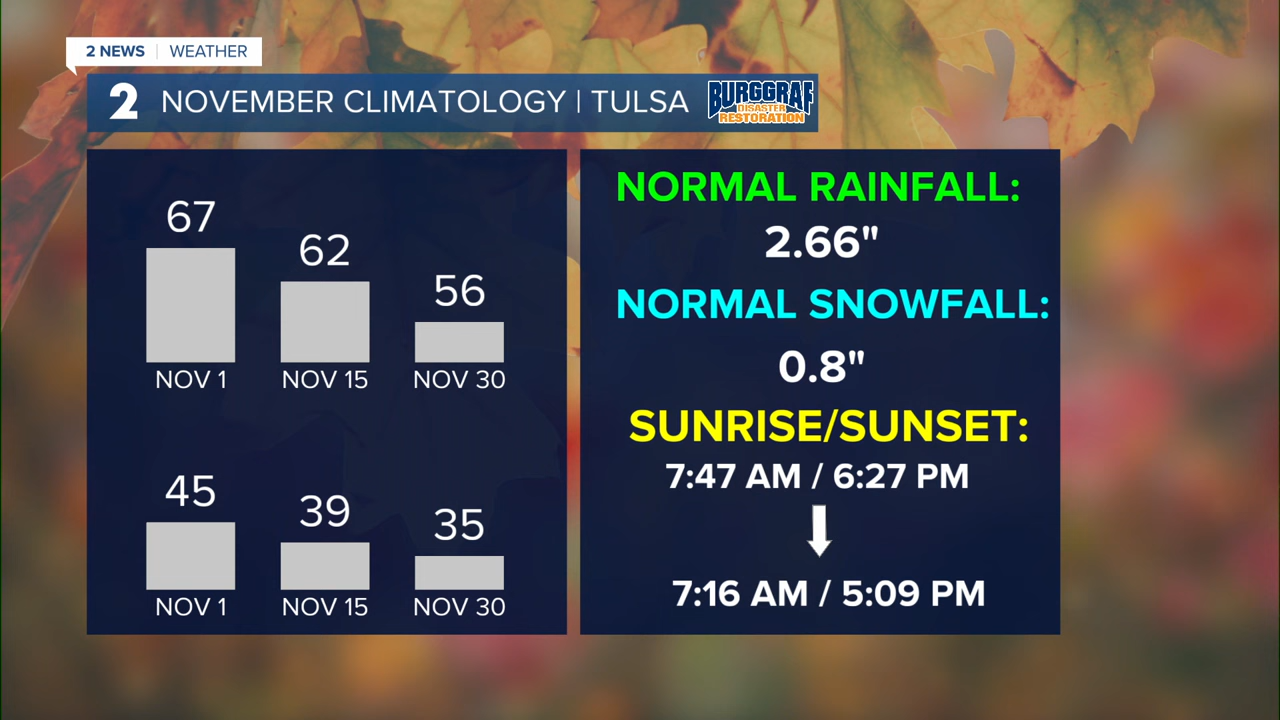 2 NEWS | WEATHER
2 NOVEMBER CLIMATOLOGY | TULSA
BURGGRAF
DISASTER
RESTORATION
67
62
56
NOV 1
NOV 15
NOV 30
45
39
35
NOV 1
NOV 15
NOV 30
NORMAL RAINFALL:
2.66"
NORMAL SNOWFALL:
0.8"
SUNRISE/SUNSET:
7:47 AM / 6:27 PM
7:16 AM / 5:09 PM